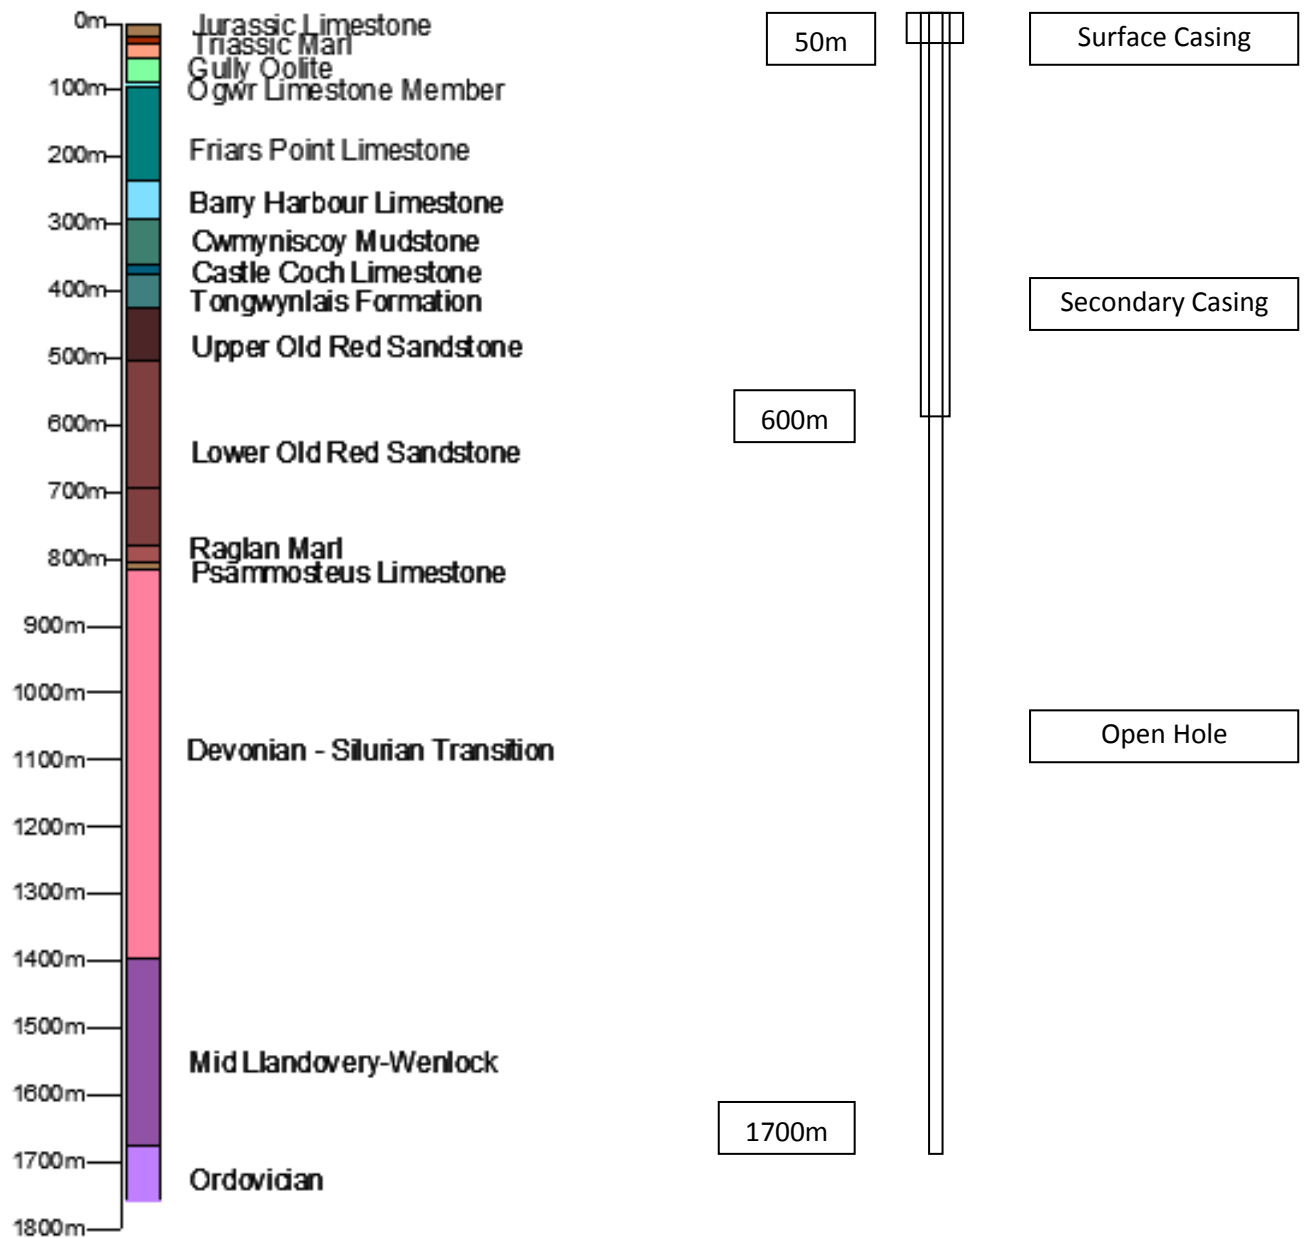 0m
Jurassic Limestone
Triassic Marl
Gully Oolite
100m
Ogwr Limestone Member
200m
Friars Point Limestone
Barry Harbour Limestone
300m
Cwmyniscoy Mudstone
Castle Coch Limestone
400m
Tongwynlais Formation
Upper Old Red Sandstone
500m
600m
Lower Old Red Sandstone
700m
Raglan Marl
800m
Psammosteus Limestone
900m
1000m
Devonian - Silurian Transition
1100m
1200m
1300m
1400m
1500m
Mid Llandovery-Wenlock
1600m
1700m
Ordovician
1800m
50m
Surface Casing
Secondary Casing
600m
Open Hole
1700m